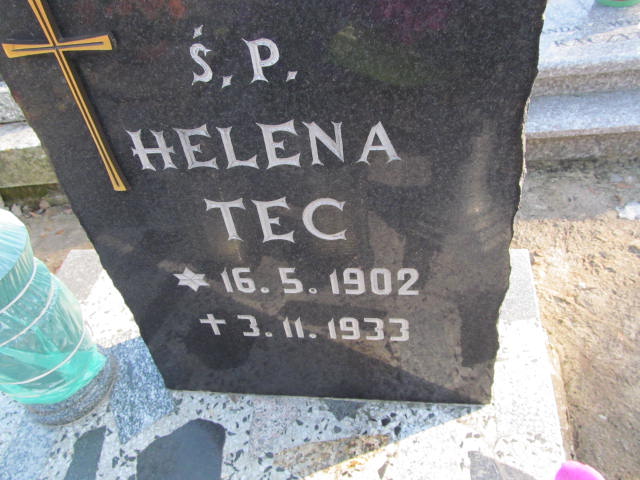 Ś. P.
HELENA
TEC
✶ 16. 5. 1902
✝ 3. 11. 1933